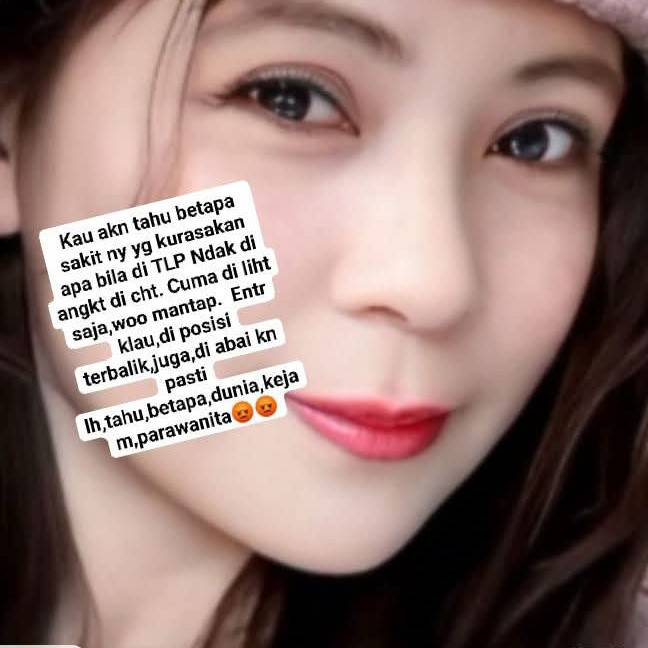 Kau akn tahu betapa
sakit ny yg kurasakan
apa bila di TLP Ndak di
angkt di cht. Cuma di liht
saja,woo mantap. Entr
klau,di posisi
terbalik,juga,di abai kn
pasti
lh,tahu,betapa,dunia,keja
m,parawanita😡😡